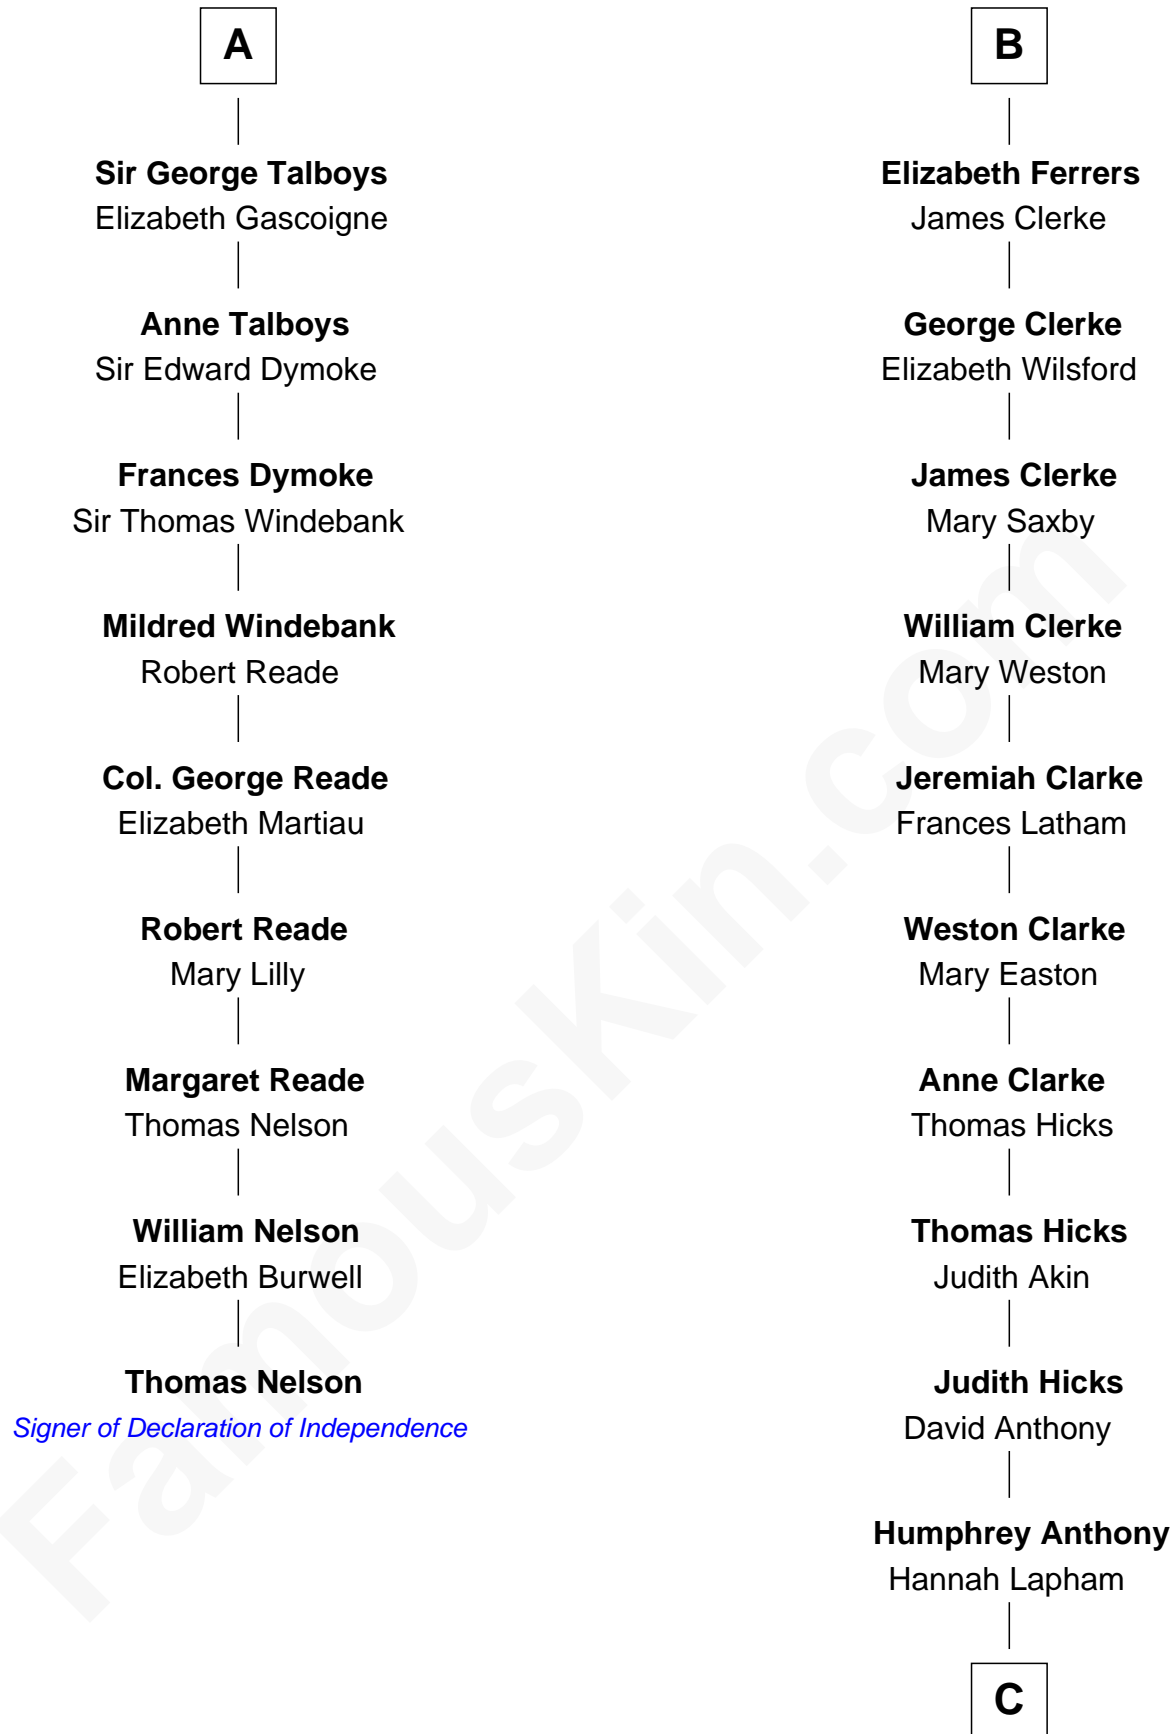 A
Sir George Talboys
Elizabeth Gascoigne
Anne Talboys
Sir Edward Dymoke
Frances Dymoke
Sir Thomas Windebank
Mildred Windebank
Robert Reade
Col. George Reade
Elizabeth Martiau
Robert Reade
Mary Lilly
Margaret Reade
Thomas Nelson
William Nelson
Elizabeth Burwell
Thomas Nelson
Signer of Declaration of Independence
B
Elizabeth Ferrers
James Clerke
George Clerke
Elizabeth Wilsford
James Clerke
Mary Saxby
William Clerke
Mary Weston
Jeremiah Clarke
Frances Latham
Weston Clarke
Mary Easton
Anne Clarke
Thomas Hicks
Thomas Hicks
Judith Akin
Judith Hicks
David Anthony
Humphrey Anthony
Hannah Lapham
C
FamousKin.com